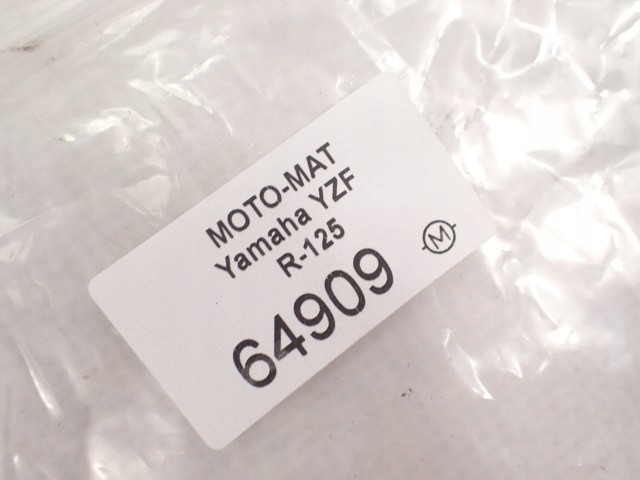 MOTO-MAT
Yamaha YZF
R-125
64909
M